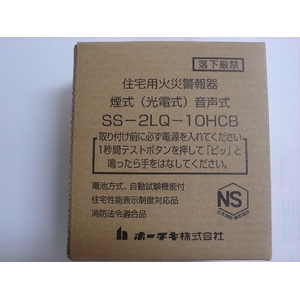 落下厳禁
住宅用火災警報器
煙式（光電式）音声式
SS-2LQ-10HCB
取り付け前に必ず電源を入れてください。
1秒間テストボタンを押して「ピッ」と
鳴ったら手をはなしてください。
電池方式、自動試験機能付
住宅性能表示制度対応品
消防法令適合品
NS
ホーチキ株式会社